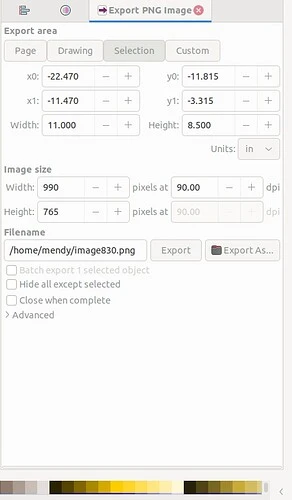 Export PNG Image
Export area
Page Drawing Selection Custom
x0: -22.470 − + y0: -11.815 − +
x1: -11.470 − + y1: -3.315 − +
Width: 11.000 − + Height: 8.500 − +
Units: in
Image size
Width: 990 − + pixels at 90.00 − + dpi
Height: 765 − + pixels at 90.00 − + dpi
Filename
/home/mendy/image830.png Export Export As...
Batch export 1 selected object
Hide all except selected
Close when complete
Advanced